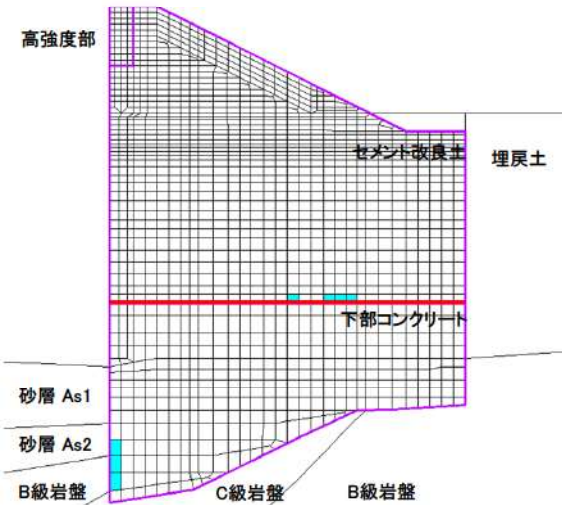 高強度部
セメント改良土
埋戻土
下部コンクリート
砂層 As1
砂層 As2
B級岩盤
C級岩盤
B級岩盤